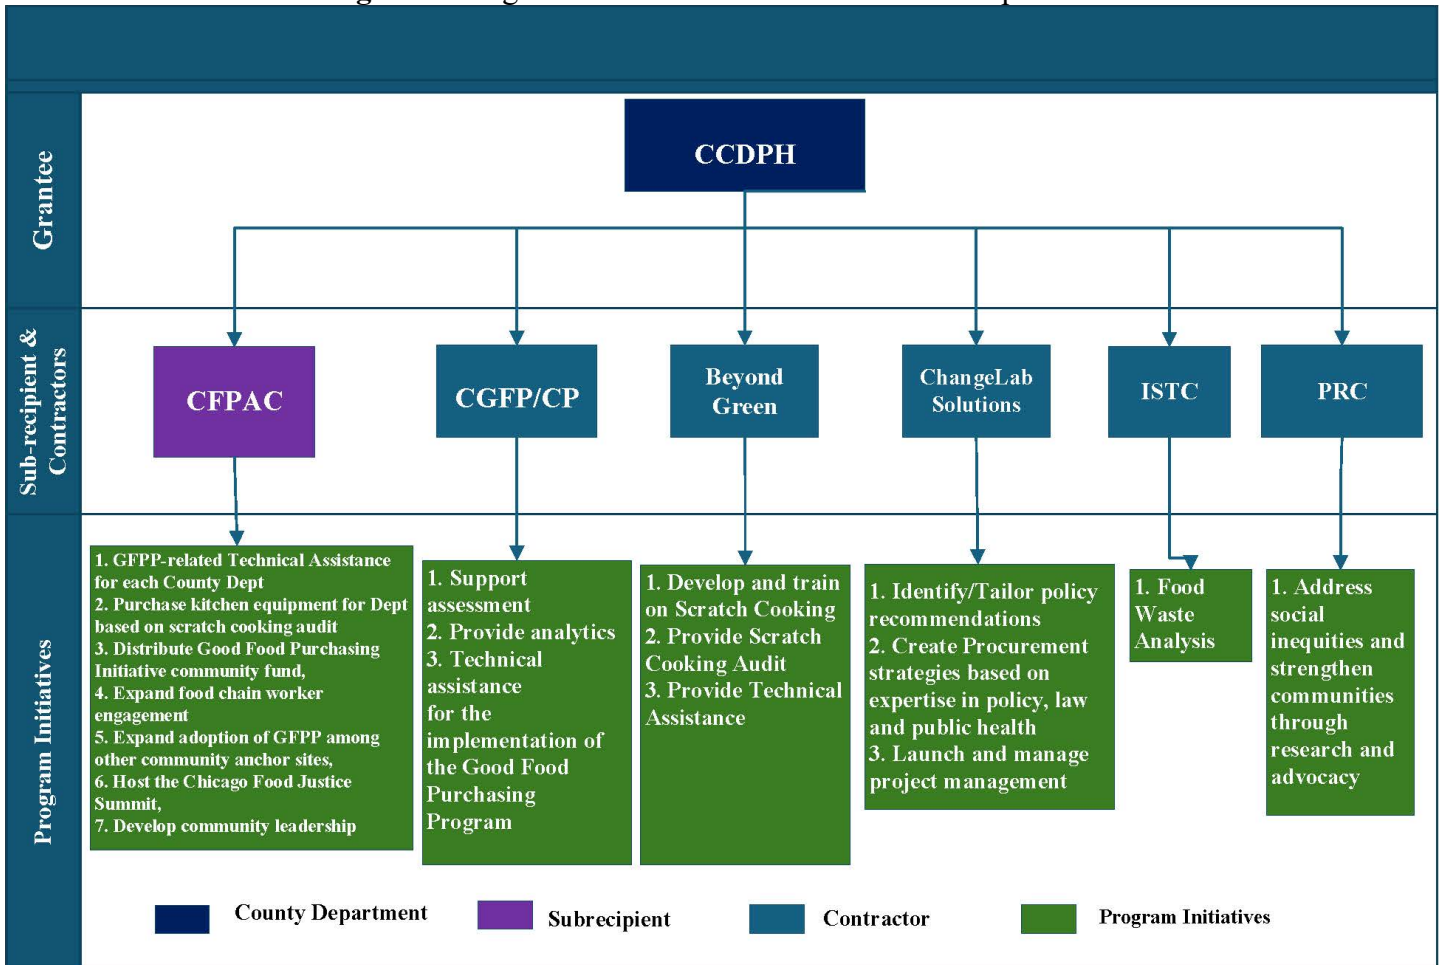 Grantee
CCDPH
Sub-recipient &
Contractors
CFPAC
CGFP/CP
Beyond
Green
ChangeLab
Solutions
ISTC
PRC
Program Initiatives
1. GFPP-related Technical Assistance
for each County Dept
2. Purchase kitchen equipment for Dept
based on scratch cooking audit
3. Distribute Good Food Purchasing
Initiative community fund,
4. Expand food chain worker
engagement
5. Expand adoption of GFPP among
other community anchor sites,
6. Host the Chicago Food Justice
Summit,
7. Develop community leadership
1. Support
assessment
2. Provide analytics
3. Technical
assistance
for the
implementation of
the Good Food
Purchasing
Program
1. Develop and train
on Scratch Cooking
2. Provide Scratch
Cooking Audit
3. Provide Technical
Assistance
1. Identify/Tailor policy
recommendations
2. Create Procurement
strategies based on
expertise in policy, law
and public health
3. Launch and manage
project management
1. Food
Waste
Analysis
1. Address
social
inequities and
strengthen
communities
through
research and
advocacy
County Department
Subrecipient
Contractor
Program Initiatives